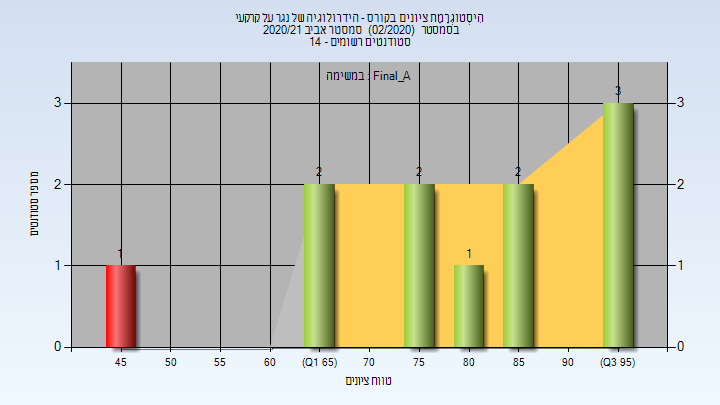 היסטוגרמת ציונים בקורס - הידרולוגיה של נגר על קרקעי
בסמסטר (02/2020) סמסטר אביב 2020/21
סטודנטים רשומים - 14
במשימה : Final_A
3
2
1
0
3
2
1
0
מספר סטודנטים
1
2
2
1
2
3
45
50
55
60
(Q1 65)
70
75
80
85
90
(Q3 95)
טווח ציונים